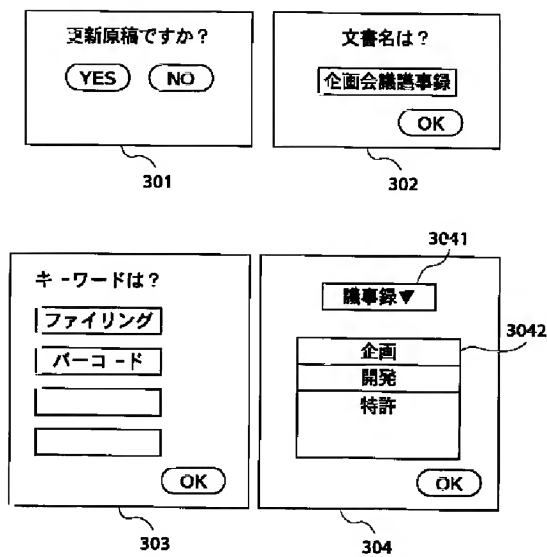 更新原稿ですか？
YES NO
301
文書名は？
企画会議議事録
OK
302
キーワードは？
ファイリング
バーコード
OK
303
3041
議事録▼
3042
企画
開発
特許
OK
304